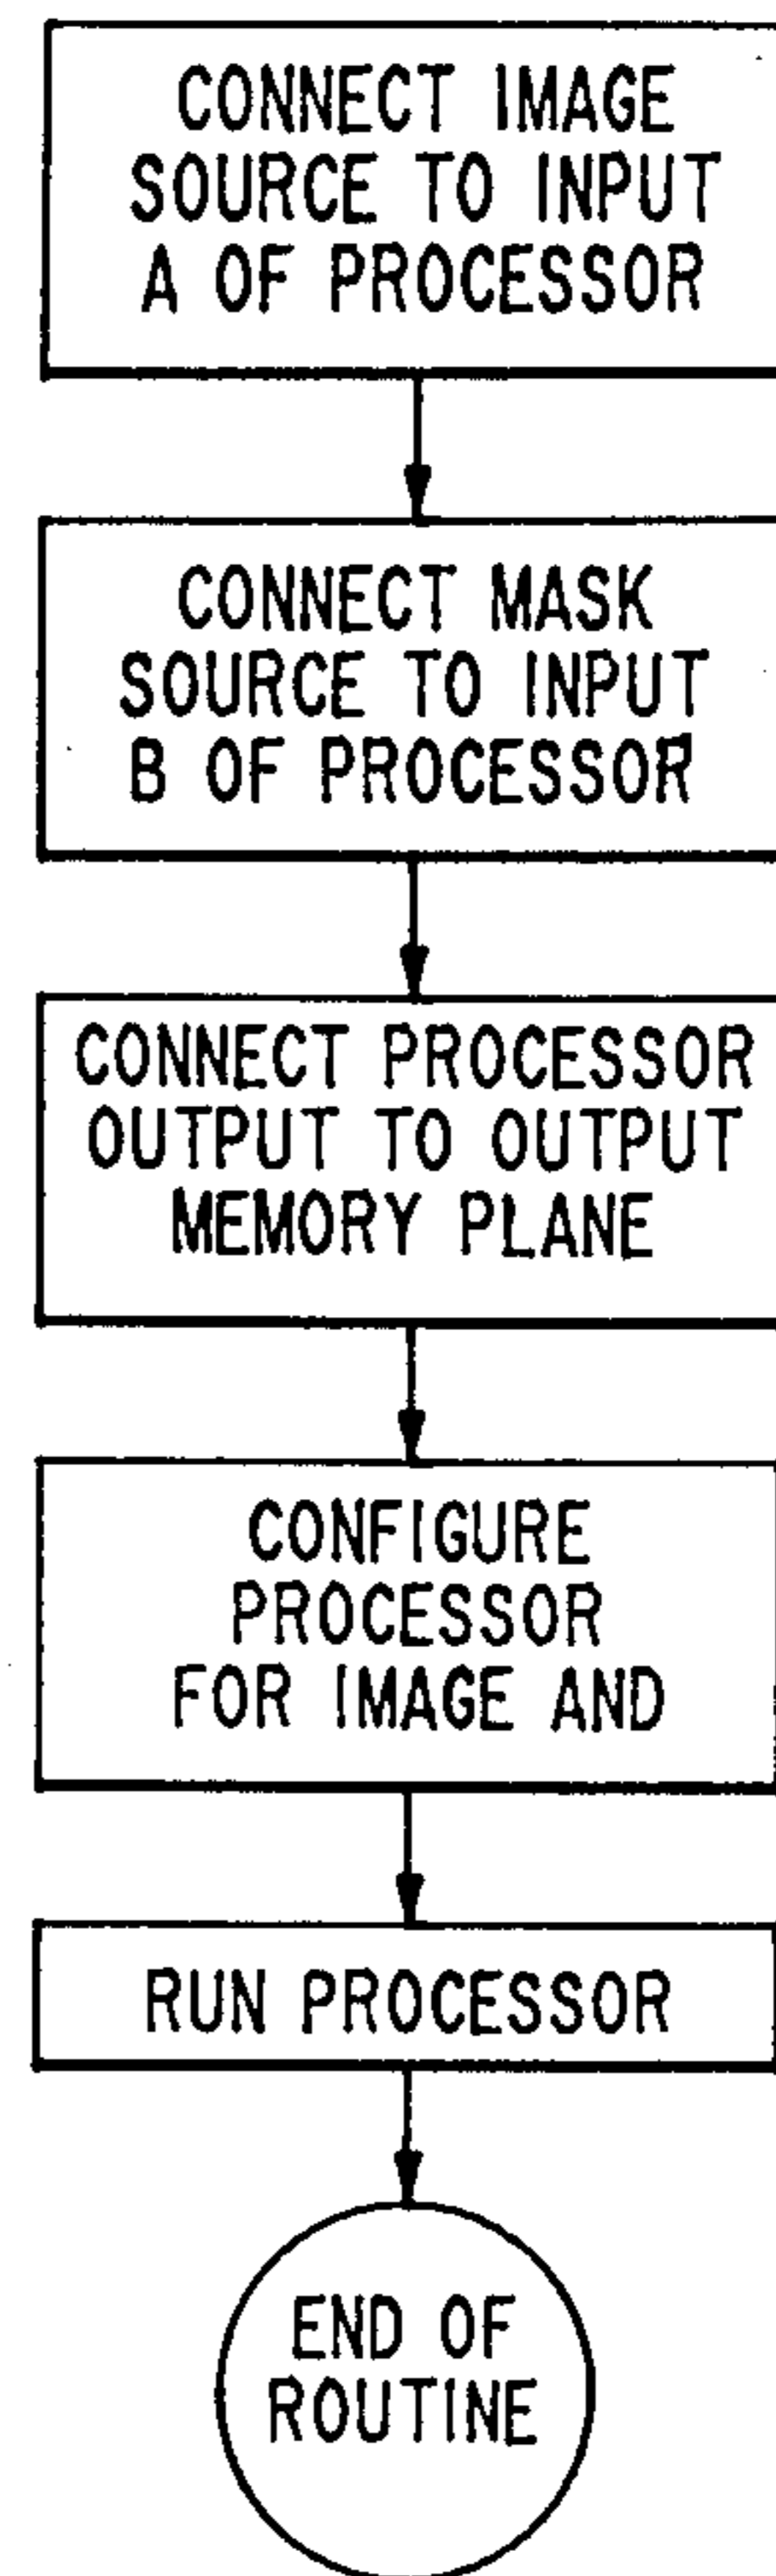 CONNECT IMAGE
SOURCE TO INPUT
A OF PROCESSOR
CONNECT MASK
SOURCE TO INPUT
B OF PROCESSOR
CONNECT PROCESSOR
OUTPUT TO OUTPUT
MEMORY PLANE
CONFIGURE
PROCESSOR
FOR IMAGE AND
RUN PROCESSOR
END OF
ROUTINE